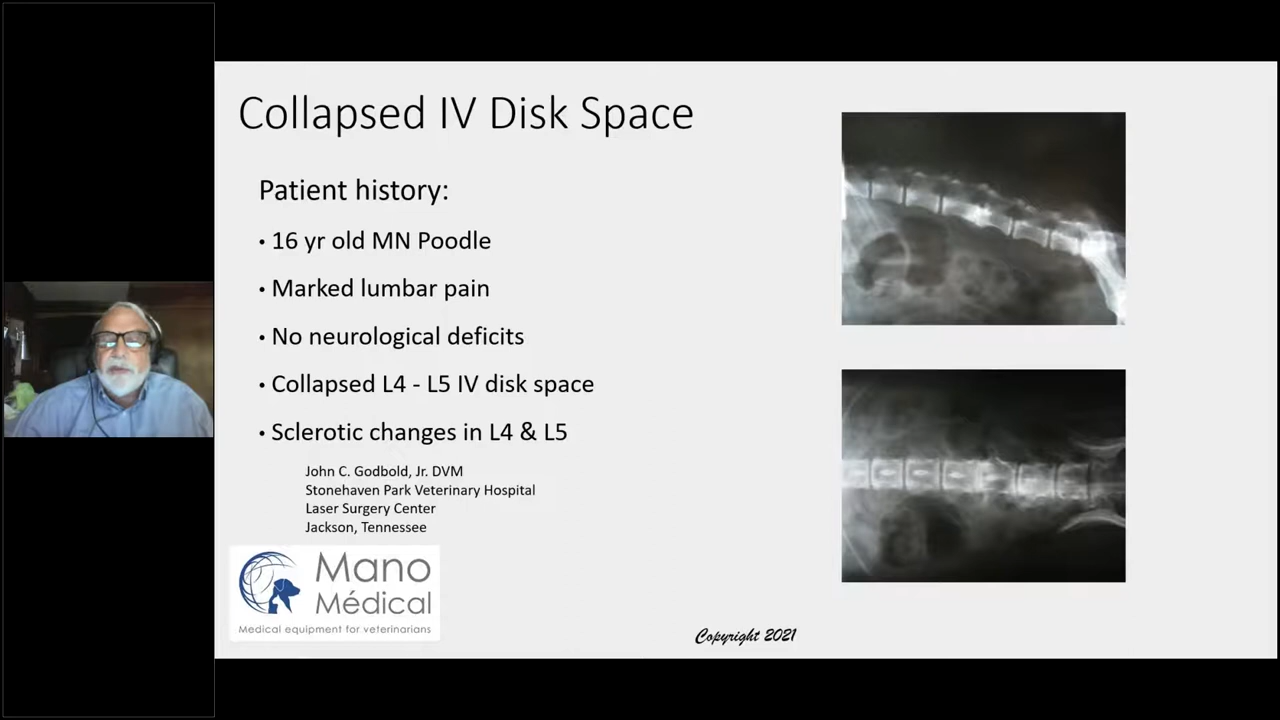 Collapsed IV Disk Space
Patient history:
• 16 yr old MN Poodle
• Marked lumbar pain
• No neurological deficits
• Collapsed L4 - L5 IV disk space
• Sclerotic changes in L4 & L5
John C. Godbold, Jr. DVM
Stonehaven Park Veterinary Hospital
Laser Surgery Center
Jackson, Tennessee
Mano
Médical
Medical equipment for veterinarians
Copyright 2021